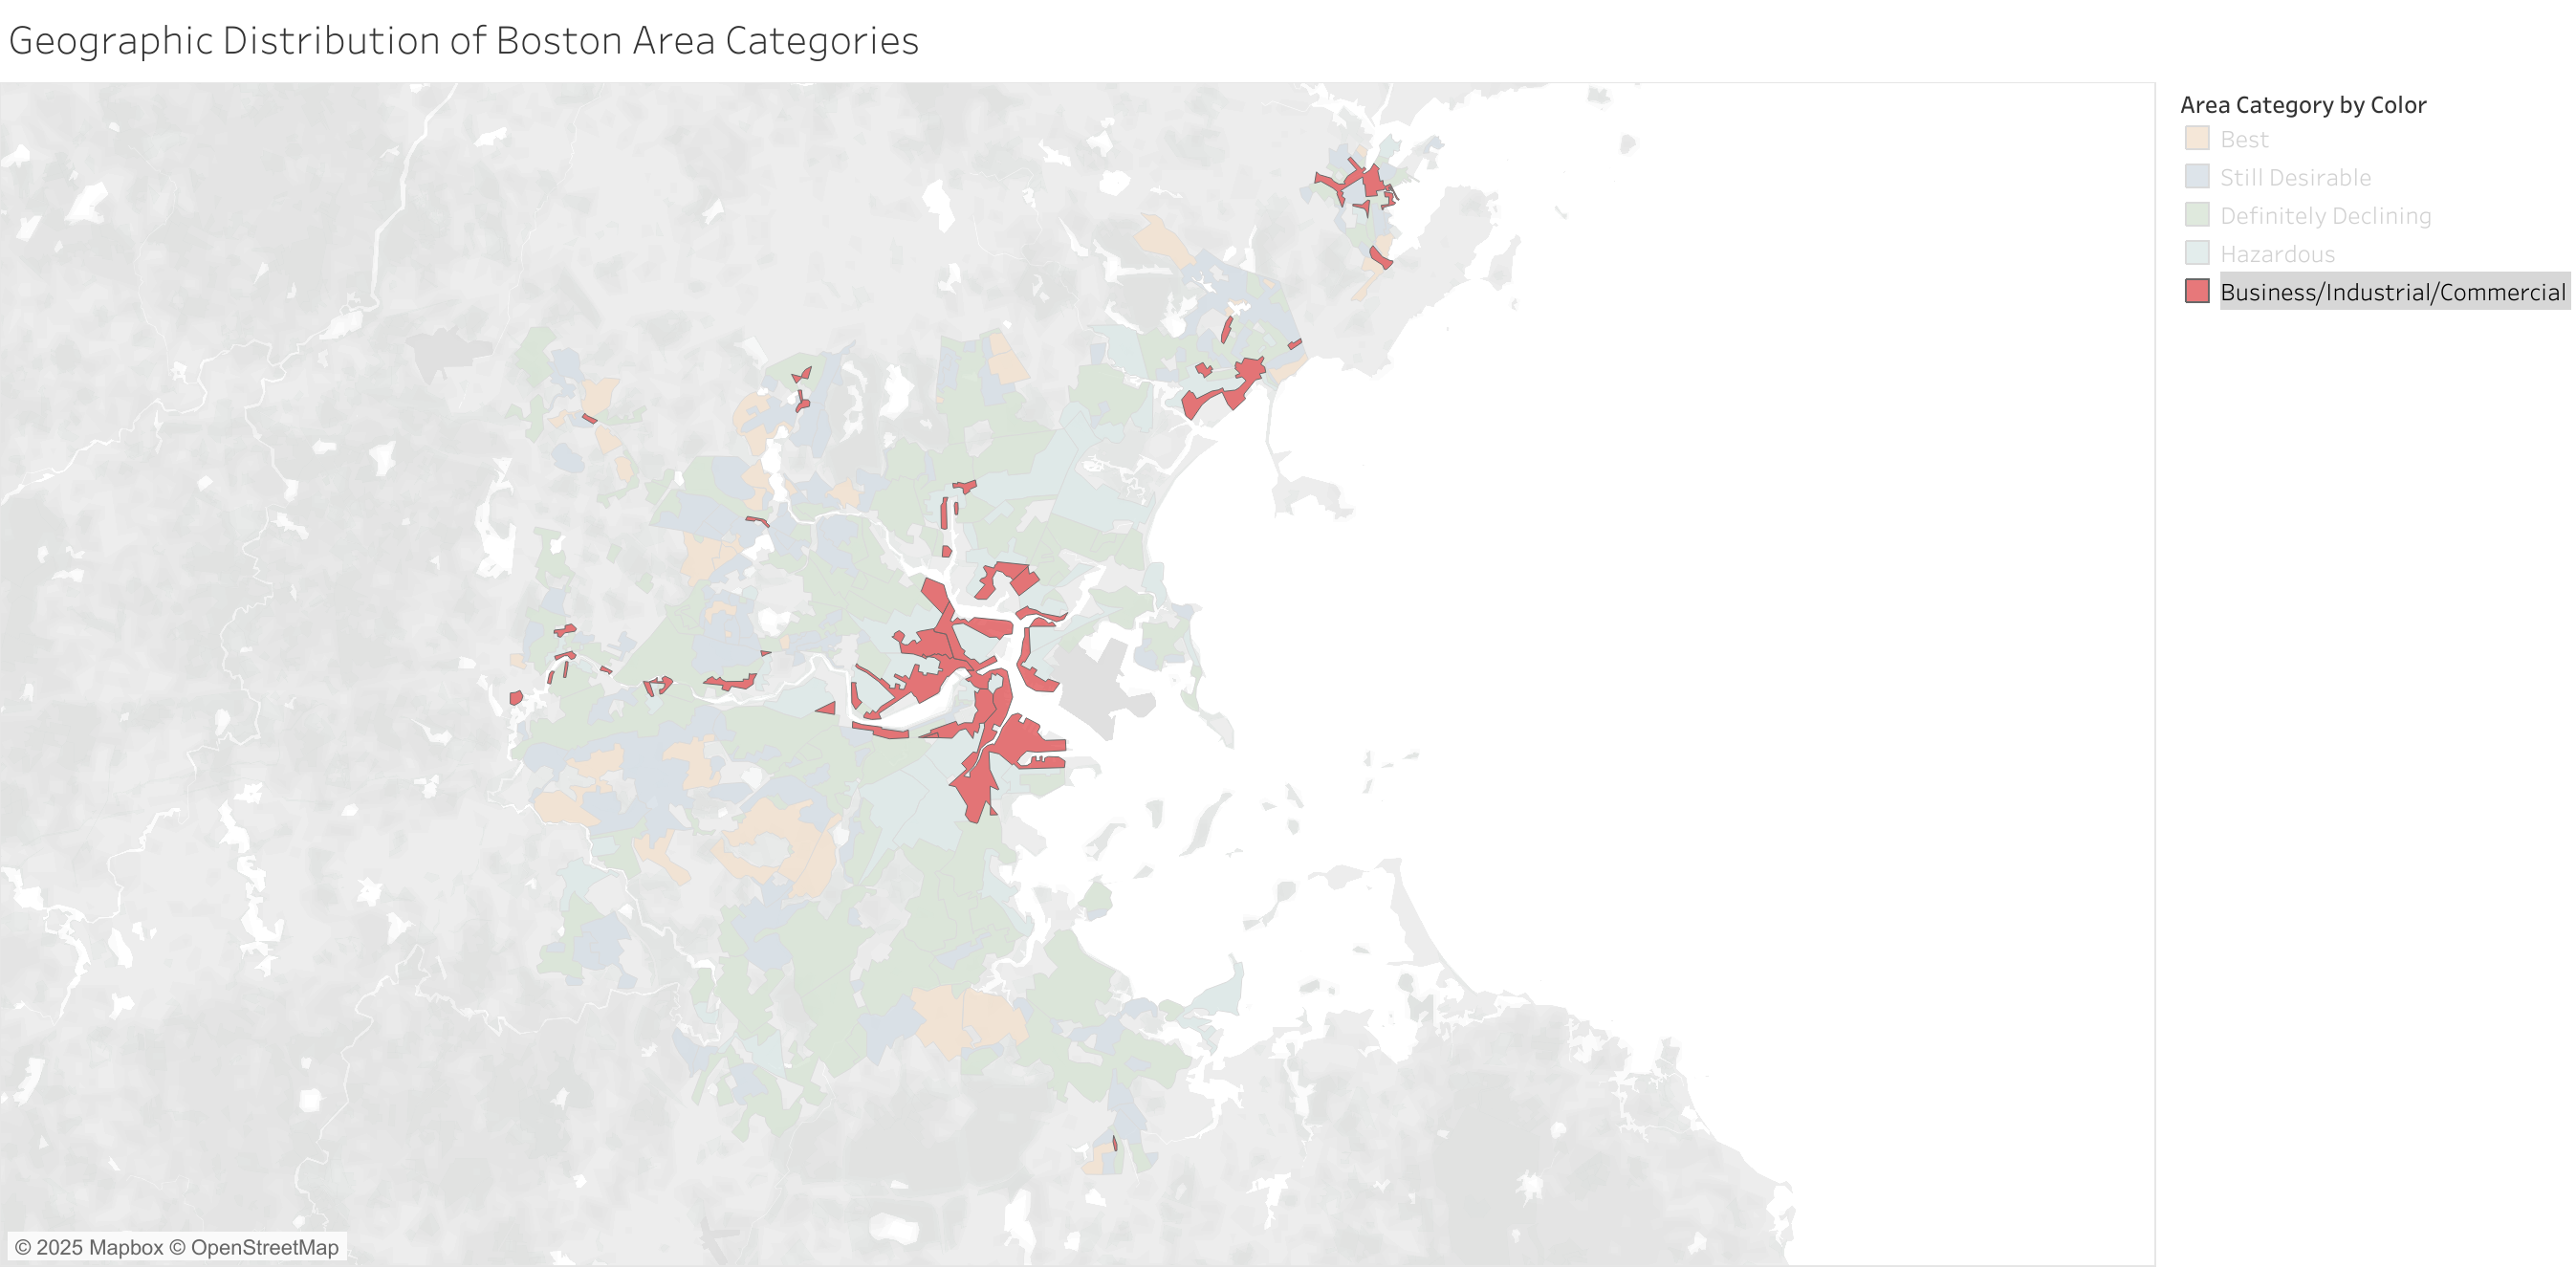 Geographic Distribution of Boston Area Categories
Area Category by Color
Best
Still Desirable
Definitely Declining
Hazardous
Business/Industrial/Commercial
© 2025 Mapbox © OpenStreetMap